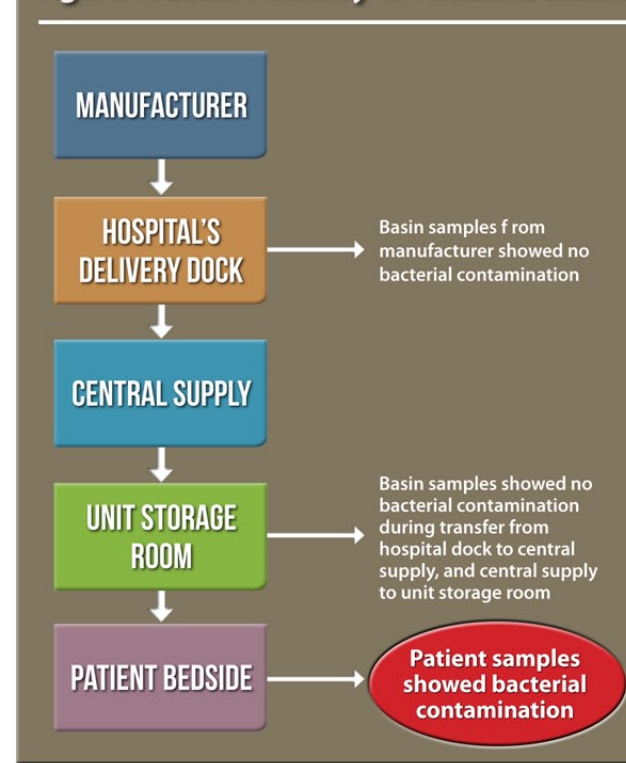 MANUFACTURER
HOSPITAL'S
DELIVERY DOCK
Basin samples f rom
manufacturer showed no
bacterial contamination
CENTRAL SUPPLY
UNIT STORAGE
ROOM
Basin samples showed no
bacterial contamination
during transfer from
hospital dock to central
supply, and central supply
to unit storage room
PATIENT BEDSIDE
Patient samples
showed bacterial
contamination